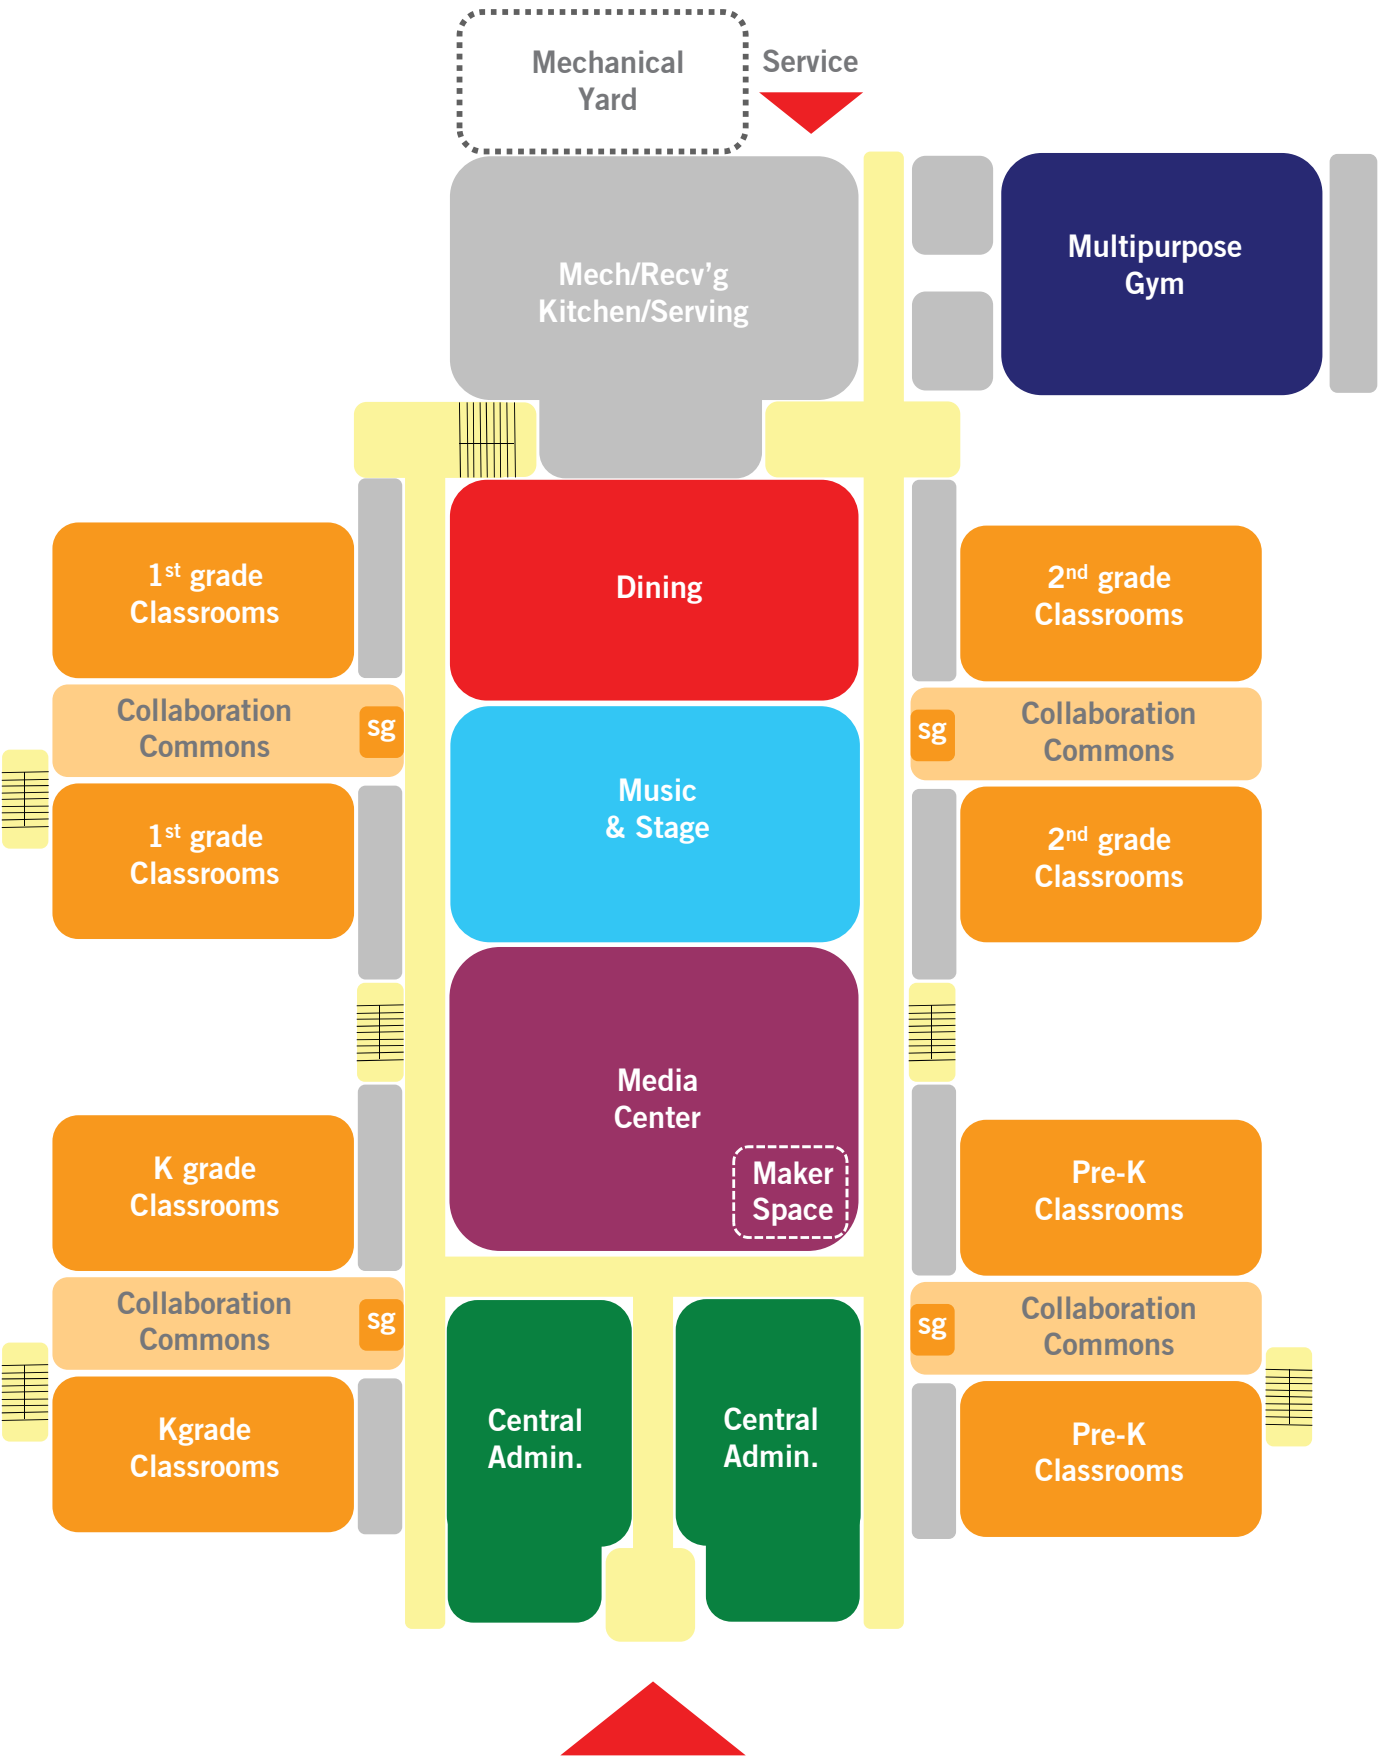 Mechanical
Yard
Service
Mech/Recv’g
Kitchen/Serving
Multipurpose
Gym
1st grade
Classrooms
Dining
2nd grade
Classrooms
Collaboration
Commons
sg
sg
Collaboration
Commons
Music
& Stage
1st grade
Classrooms
2nd grade
Classrooms
Media
Center
Maker
Space
K grade
Classrooms
Pre-K
Classrooms
Collaboration
Commons
sg
sg
Collaboration
Commons
Central
Admin.
Central
Admin.
Kgrade
Classrooms
Pre-K
Classrooms